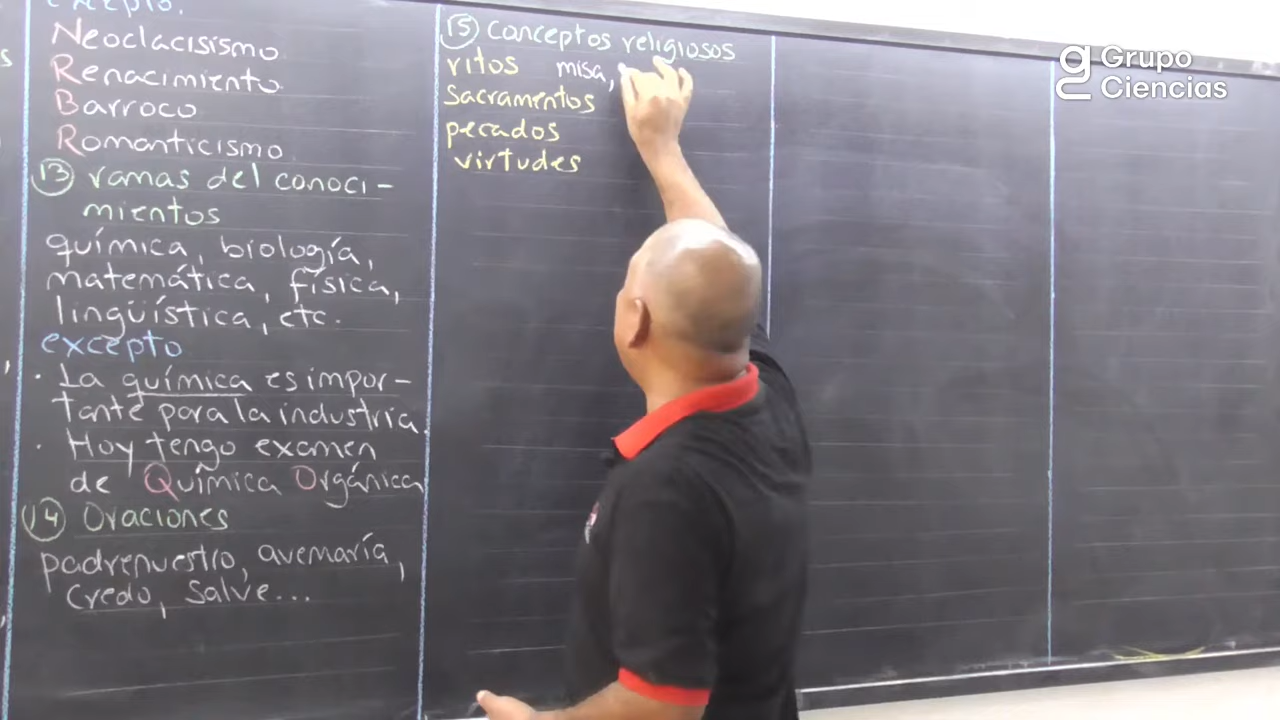 excepto:
Neoclacisismo
Renacimiento
Barroco
Romanticismo
13 ramas del conoci-
mientos
química, biología,
matemática, física,
lingüística, etc.
excepto
· La química es impor-
tante para la industria.
· Hoy tengo examen
de Química Orgánica
14 Oraciones
padrenuestro, avemaría,
credo, salve...
15 Conceptos religiosos
ritos misa,
Sacramentos
pecados
virtudes
Grupo
Ciencias